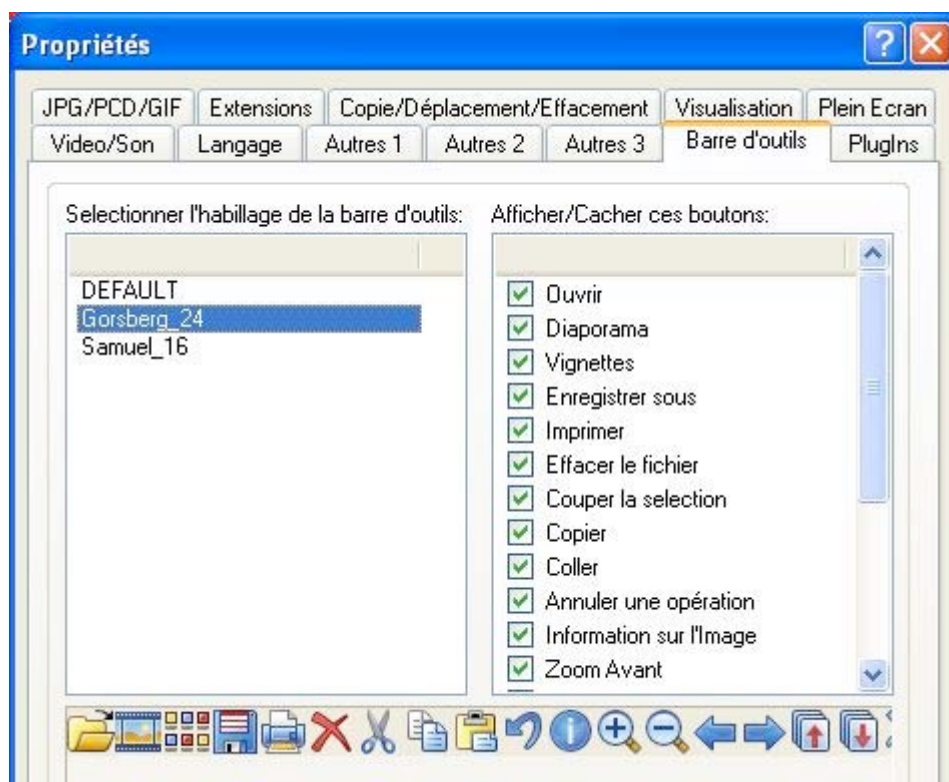 Propriétés
JPG/PCD/GIF Extensions Copie/Déplacement/Effacement Visualisation Plein Ecran
Video/Son Langage Autres 1 Autres 2 Autres 3 Barre d'outils PlugIns
Selectionner l'habillage de la barre d'outils: Afficher/Cacher ces boutons:
DEFAULT
Gorsberg_24
Samuel_16
Ouvrir
Diaporama
Vignettes
Enregistrer sous
Imprimer
Effacer le fichier
Couper la selection
Copier
Coller
Annuler une opération
Information sur l'Image
Zoom Avant